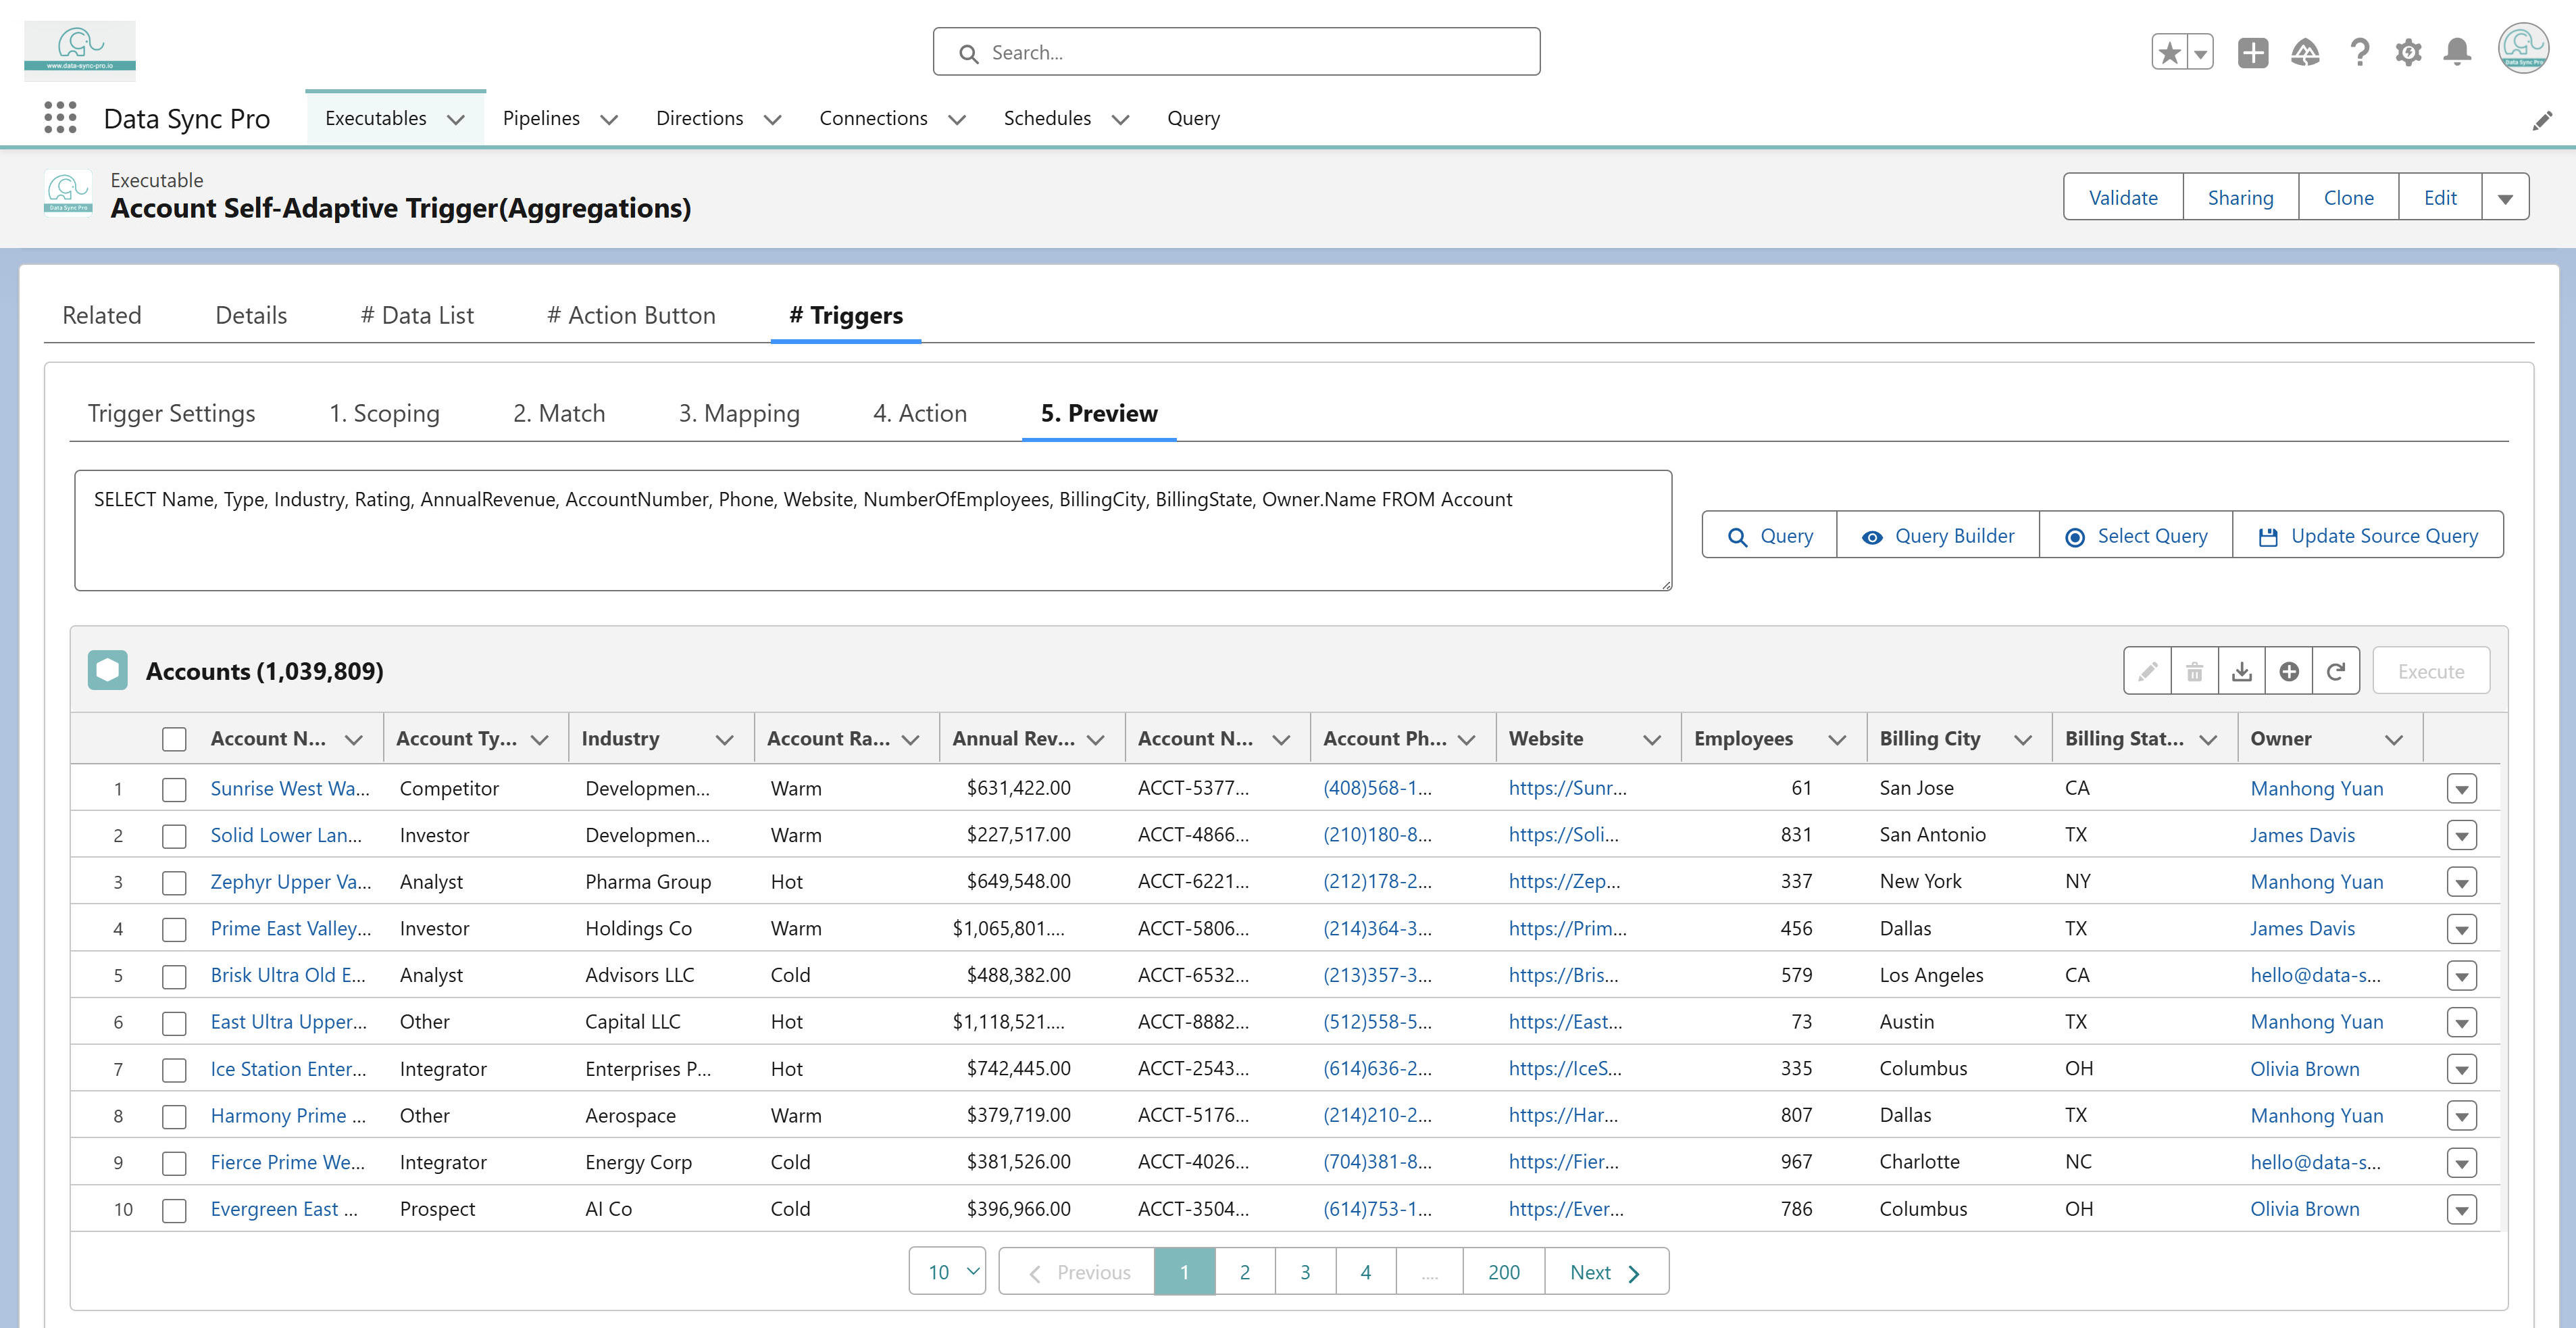 www.data-sync-pro.io
Search...
Data Sync Pro
Data Sync Pro
Executables
Pipelines
Directions
Connections
Schedules
Query
Data Sync Pro
Executable
Account Self-Adaptive Trigger(Aggregations)
Validate
Sharing
Clone
Edit
Related
Details
# Data List
# Action Button
# Triggers
Trigger Settings
1. Scoping
2. Match
3. Mapping
4. Action
5. Preview
SELECT Name, Type, Industry, Rating, AnnualRevenue, AccountNumber, Phone, Website, NumberOfEmployees, BillingCity, BillingState, Owner.Name FROM Account
Query
Query Builder
Select Query
Update Source Query
Accounts (1,039,809)
Execute
Account N... Account Ty... Industry Account Ra... Annual Rev... Account N... Account Ph... Website Employees Billing City Billing Stat... Owner
1 Sunrise West Wa... Competitor Developmen... Warm $631,422.00 ACCT-5377... (408)568-1... https://Sunr... 61 San Jose CA Manhong Yuan
2 Solid Lower Lan... Investor Developmen... Warm $227,517.00 ACCT-4866... (210)180-8... https://Soli... 831 San Antonio TX James Davis
3 Zephyr Upper Va... Analyst Pharma Group Hot $649,548.00 ACCT-6221... (212)178-2... https://Zep... 337 New York NY Manhong Yuan
4 Prime East Valley... Investor Holdings Co Warm $1,065,801.... ACCT-5806... (214)364-3... https://Prim... 456 Dallas TX James Davis
5 Brisk Ultra Old E... Analyst Advisors LLC Cold $488,382.00 ACCT-6532... (213)357-3... https://Bris... 579 Los Angeles CA hello@data-s...
6 East Ultra Upper... Other Capital LLC Hot $1,118,521.... ACCT-8882... (512)558-5... https://East... 73 Austin TX Manhong Yuan
7 Ice Station Enter... Integrator Enterprises P... Hot $742,445.00 ACCT-2543... (614)636-2... https://IceS... 335 Columbus OH Olivia Brown
8 Harmony Prime ... Other Aerospace Warm $379,719.00 ACCT-5176... (214)210-2... https://Har... 807 Dallas TX Manhong Yuan
9 Fierce Prime We... Integrator Energy Corp Cold $381,526.00 ACCT-4026... (704)381-8... https://Fier... 967 Charlotte NC hello@data-s...
10 Evergreen East ... Prospect AI Co Cold $396,966.00 ACCT-3504... (614)753-1... https://Ever... 786 Columbus OH Olivia Brown
10 Previous 1 2 3 4 .... 200 Next